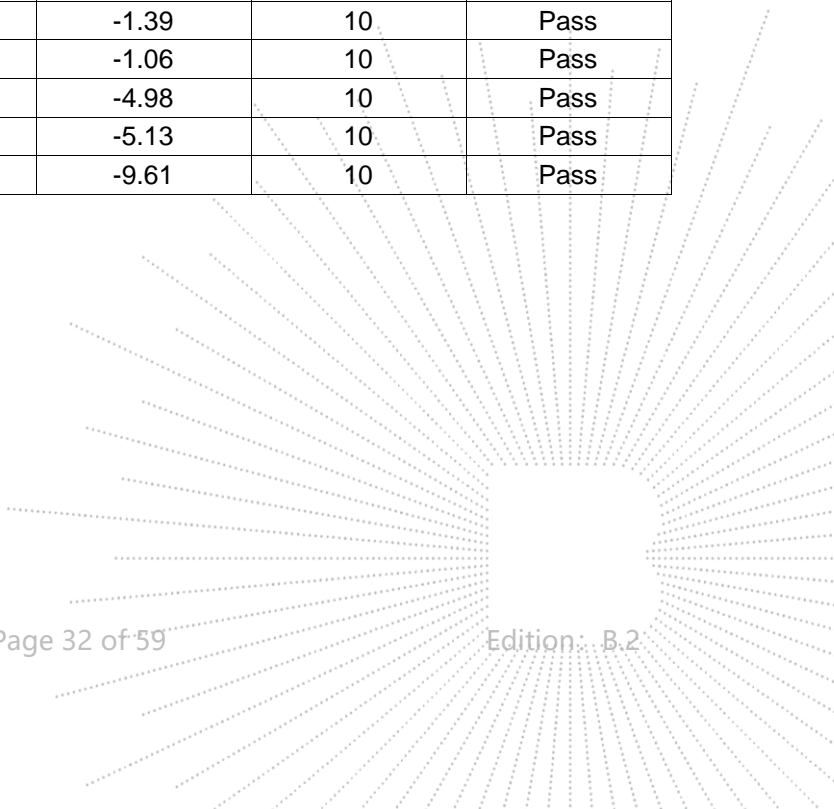 -1.39 10 Pass
-1.06 10 Pass
-4.98 10 Pass
-5.13 10 Pass
-9.61 10 Pass
Page 32 of 59 Edition: B.2